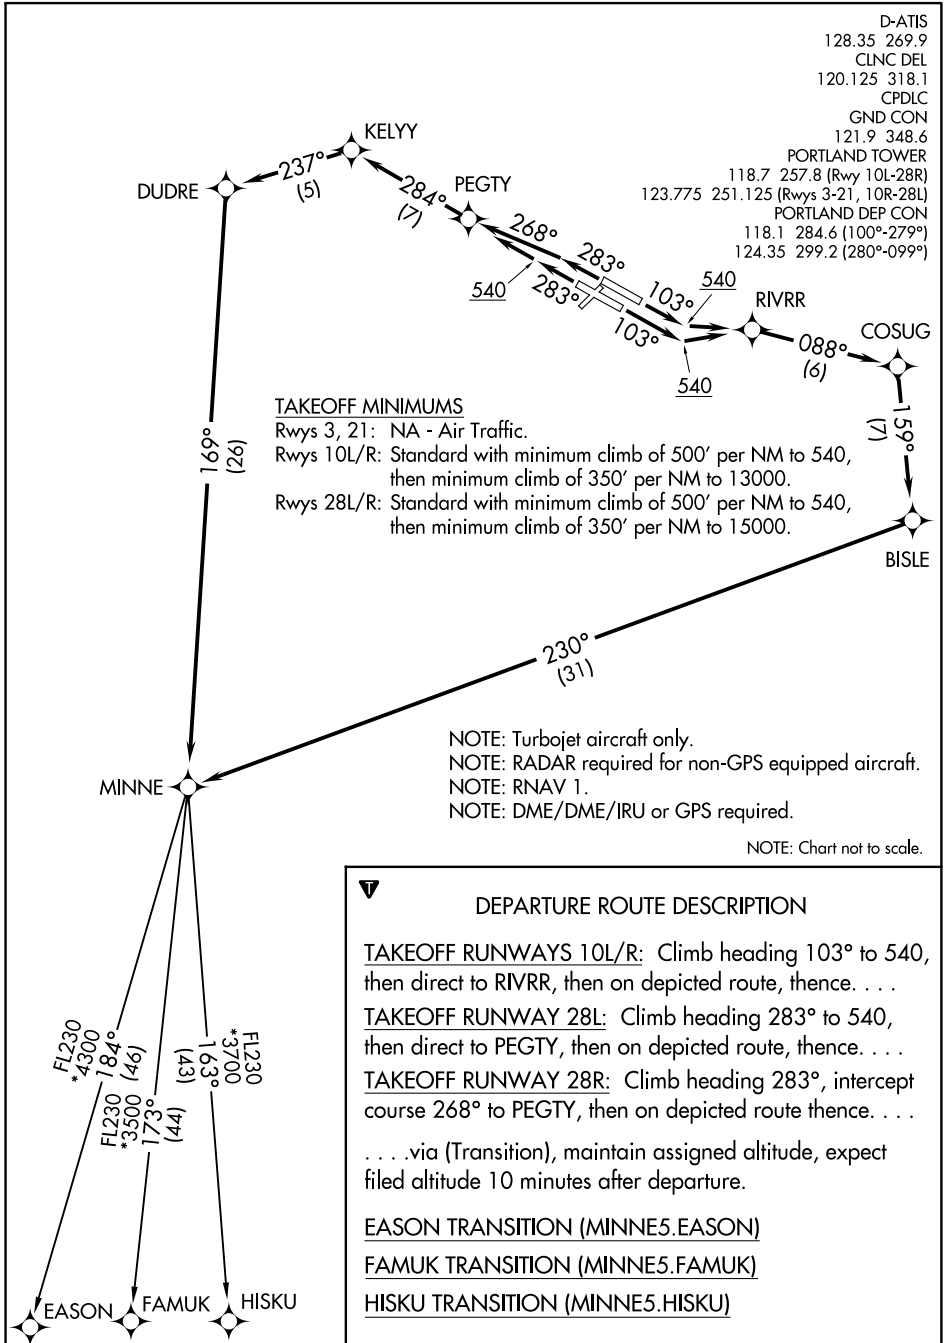 D-ATIS
128.35 269.9
CLNC DEL
120.125 318.1
CPDLC
GND CON
121.9 348.6
PORTLAND TOWER
118.7 257.8 (Rwy 10L-28R)
123.775 251.125 (Rwys 3-21, 10R-28L)
PORTLAND DEP CON
118.1 284.6 (100°-279°)
124.35 299.2 (280°-099°)
KELYY
237°
(5)
DUDRE
284°
(7)
PEGTY
268°
283°
540
283°
103°
540
103°
540
RIVRR
088°
(6)
COSUG
159°
(7)
BISLE
169°
(26)
TAKEOFF MINIMUMS
Rwys 3, 21: NA - Air Traffic.
Rwys 10L/R: Standard with minimum climb of 500' per NM to 540,
then minimum climb of 350' per NM to 13000.
Rwys 28L/R: Standard with minimum climb of 500' per NM to 540,
then minimum climb of 350' per NM to 15000.
230°
(31)
MINNE
NOTE: Turbojet aircraft only.
NOTE: RADAR required for non-GPS equipped aircraft.
NOTE: RNAV 1.
NOTE: DME/DME/IRU or GPS required.
NOTE: Chart not to scale.
FL230
*4300
184°
(46)
FL230
*3500
173°
(44)
FL230
*3700
163°
(43)
EASON
FAMUK
HISKU
T
DEPARTURE ROUTE DESCRIPTION
TAKEOFF RUNWAYS 10L/R: Climb heading 103° to 540,
then direct to RIVRR, then on depicted route, thence. . . .
TAKEOFF RUNWAY 28L: Climb heading 283° to 540,
then direct to PEGTY, then on depicted route, thence. . . .
TAKEOFF RUNWAY 28R: Climb heading 283°, intercept
course 268° to PEGTY, then on depicted route thence. . . .
. . . .via (Transition), maintain assigned altitude, expect
filed altitude 10 minutes after departure.
EASON TRANSITION (MINNE5.EASON)
FAMUK TRANSITION (MINNE5.FAMUK)
HISKU TRANSITION (MINNE5.HISKU)